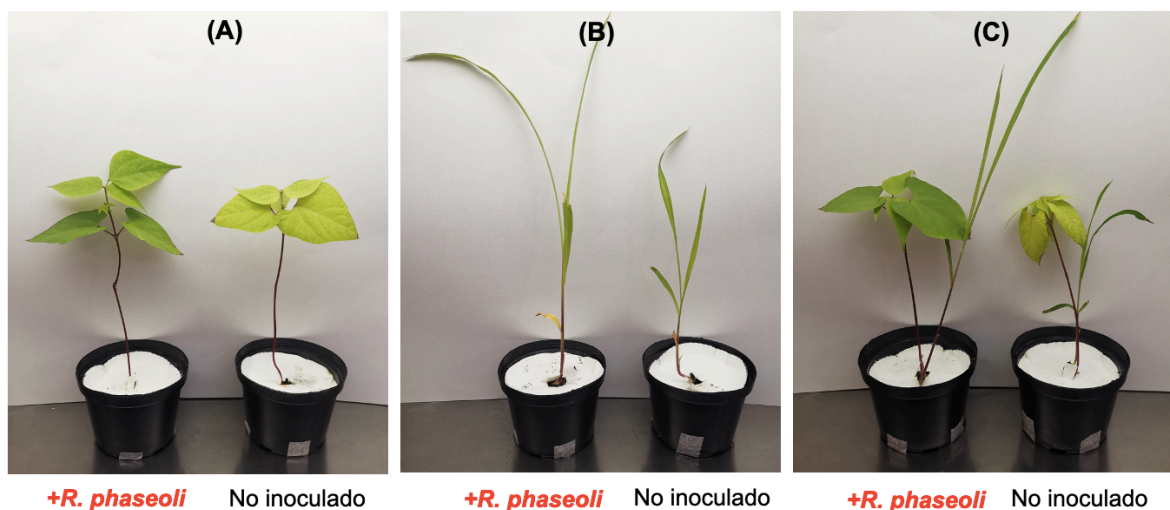 (A) (B) (C)
+R. phaseoli No inoculado +R. phaseoli No inoculado +R. phaseoli No inoculado